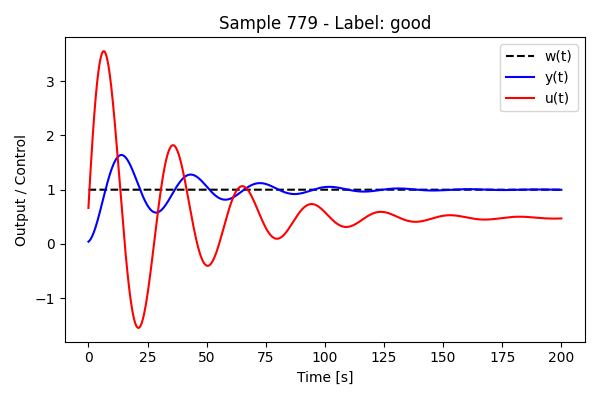 Sample 779 - Label: good
w(t)
y(t)
u(t)
Output / Control
3
2
1
0
−1
0
25
50
75
100
125
150
175
200
Time [s]